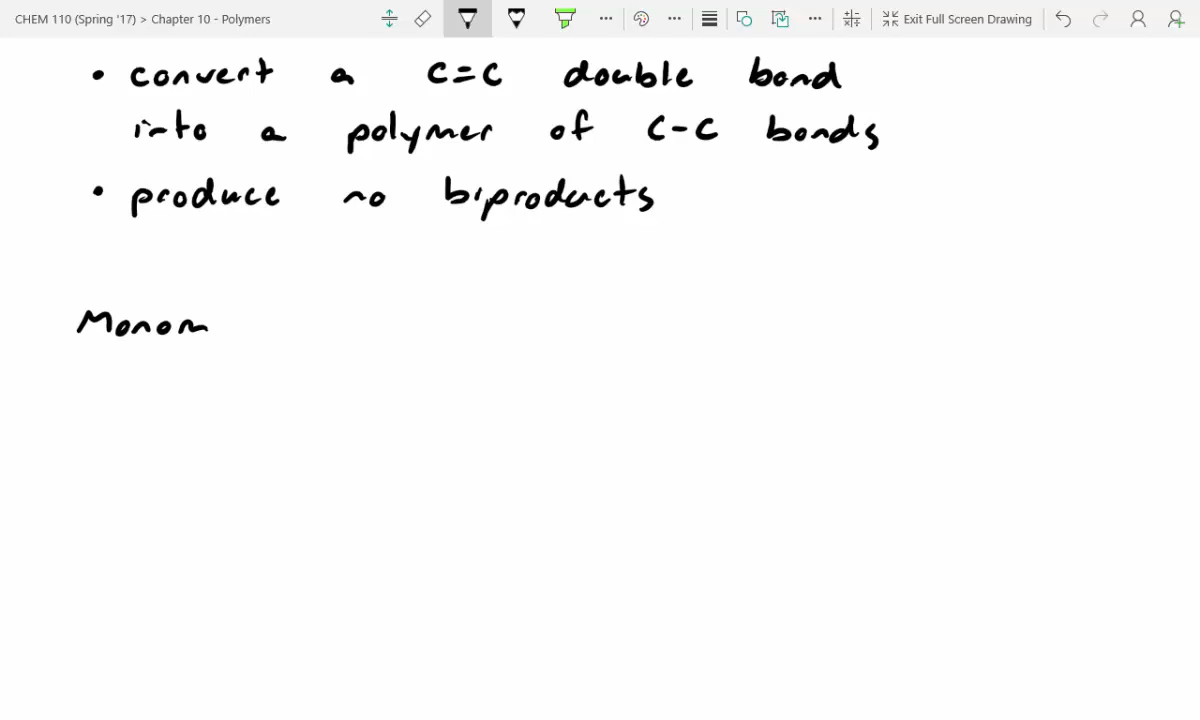 CHEM 110 (Spring '17) > Chapter 10 - Polymers
Exit Full Screen Drawing
• convert a C=C double bond
into a polymer of C-C bonds
• produce no biproducts
Monom